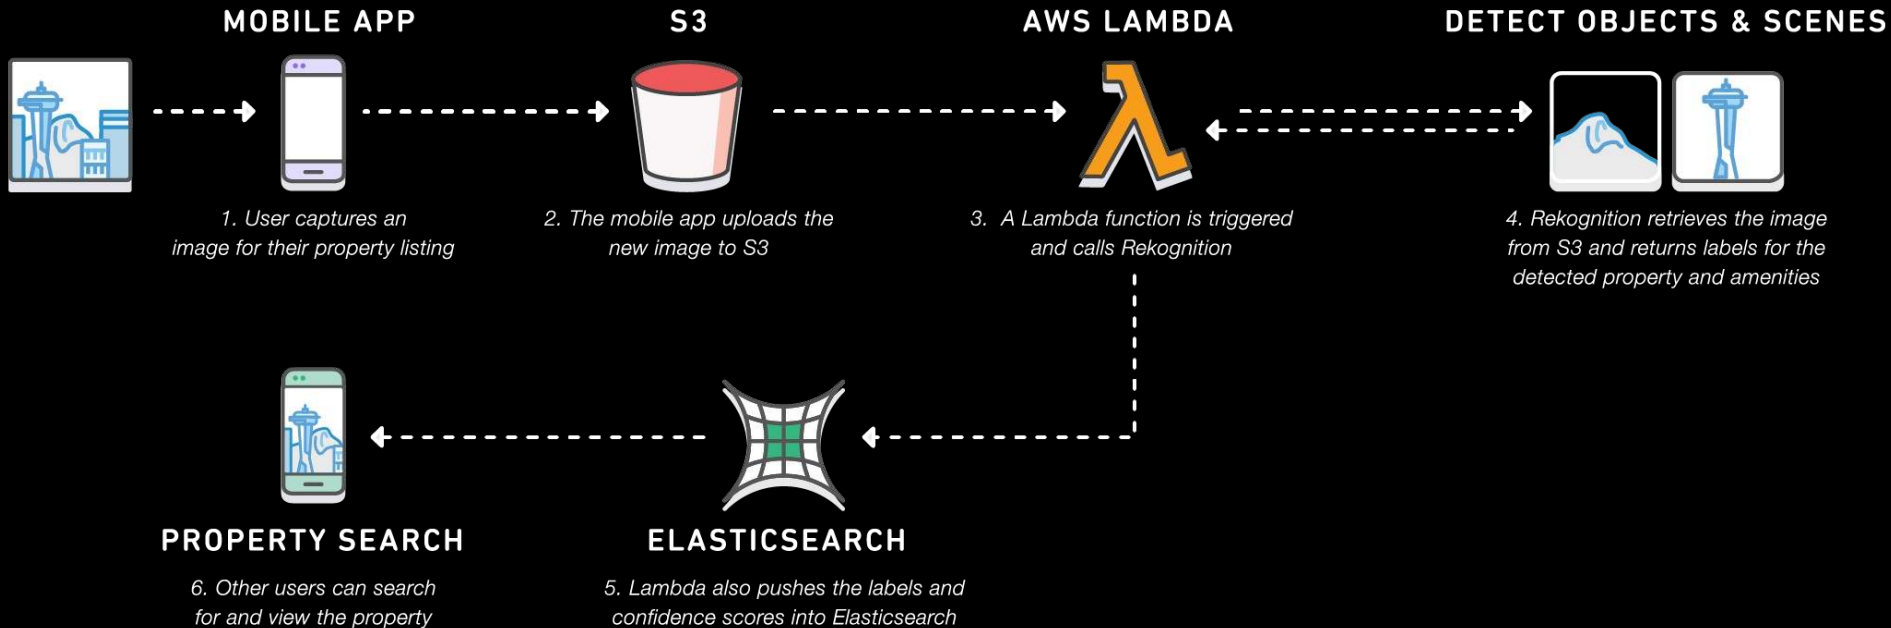 MOBILE APP
S3
AWS LAMBDA
DETECT OBJECTS & SCENES
1. User captures an
image for their property listing
2. The mobile app uploads the
new image to S3
3. A Lambda function is triggered
and calls Rekognition
4. Rekognition retrieves the image
from S3 and returns labels for the
detected property and amenities
PROPERTY SEARCH
6. Other users can search
for and view the property
ELASTICSEARCH
5. Lambda also pushes the labels and
confidence scores into Elasticsearch